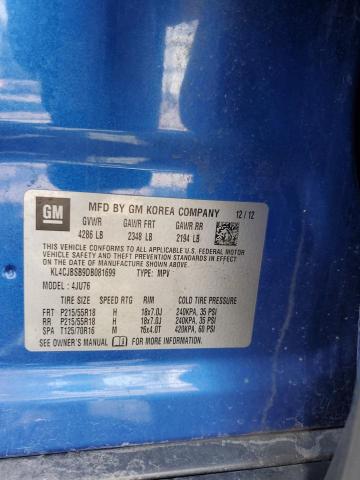 GM
MFD BY GM KOREA COMPANY 12/12
GVWR GAWR FRT GAWR RR
4286 LB 2348 LB 2194 LB
THIS VEHICLE CONFORMS TO ALL APPLICABLE U.S. FEDERAL MOTOR
VEHICLE SAFETY, BUMPER, AND THEFT PREVENTION STANDARDS IN EFFECT ON THE
DATE OF MANUFACTURE SHOWN ABOVE.
KL4CJBSB9DB081699 TYPE: MPV
MODEL : 4JU76
TIRE SIZE SPEED RTG RIM COLD TIRE PRESSURE
FRT P215/55R18 H 18x7.0J 240KPA, 35 PSI
RR P215/55R18 H 18x7.0J 240KPA, 35 PSI
SPA T125/70R16 M 16x4.0T 420KPA, 60 PSI
SEE OWNER'S MANUAL FOR MORE INFORMATION